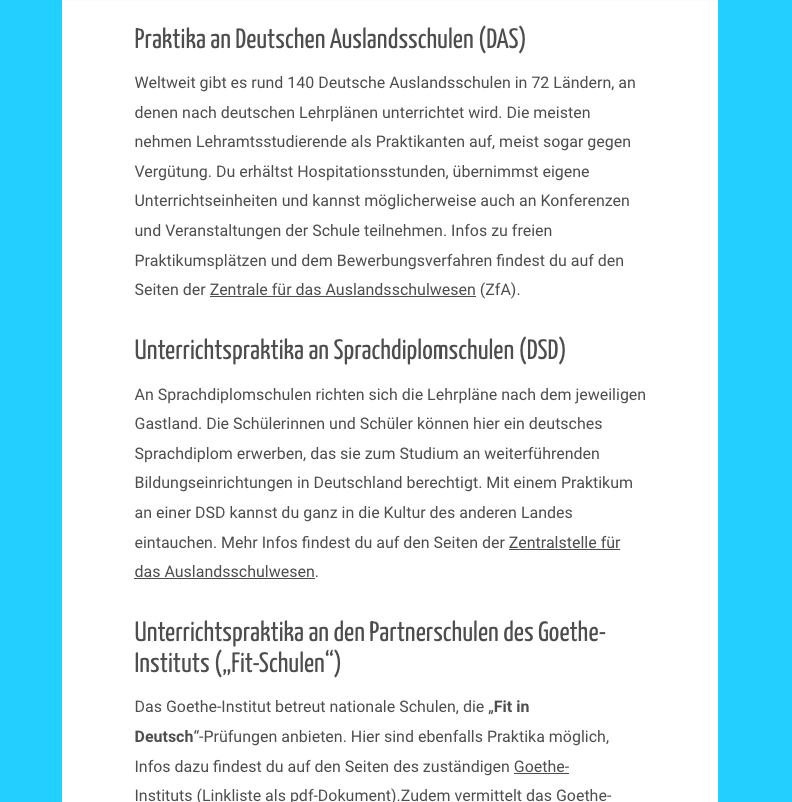 Praktika an Deutschen Auslandsschulen (DAS)
Weltweit gibt es rund 140 Deutsche Auslandsschulen in 72 Ländern, an
denen nach deutschen Lehrplänen unterrichtet wird. Die meisten
nehmen Lehramtsstudierende als Praktikanten auf, meist sogar gegen
Vergütung. Du erhältst Hospitationsstunden, übernimmst eigene
Unterrichtseinheiten und kannst möglicherweise auch an Konferenzen
und Veranstaltungen der Schule teilnehmen. Infos zu freien
Praktikumsplätzen und dem Bewerbungsverfahren findest du auf den
Seiten der Zentrale für das Auslandsschulwesen (ZfA).
Unterrichtspraktika an Sprachdiplomschulen (DSD)
An Sprachdiplomschulen richten sich die Lehrpläne nach dem jeweiligen
Gastland. Die Schülerinnen und Schüler können hier ein deutsches
Sprachdiplom erwerben, das sie zum Studium an weiterführenden
Bildungseinrichtungen in Deutschland berechtigt. Mit einem Praktikum
an einer DSD kannst du ganz in die Kultur des anderen Landes
eintauchen. Mehr Infos findest du auf den Seiten der Zentralstelle für
das Auslandsschulwesen.
Unterrichtspraktika an den Partnerschulen des Goethe-
Instituts („Fit-Schulen“)
Das Goethe-Institut betreut nationale Schulen, die „Fit in
Deutsch“-Prüfungen anbieten. Hier sind ebenfalls Praktika möglich,
Infos dazu findest du auf den Seiten des zuständigen Goethe-
Instituts (Linkliste als pdf-Dokument).Zudem vermittelt das Goethe-